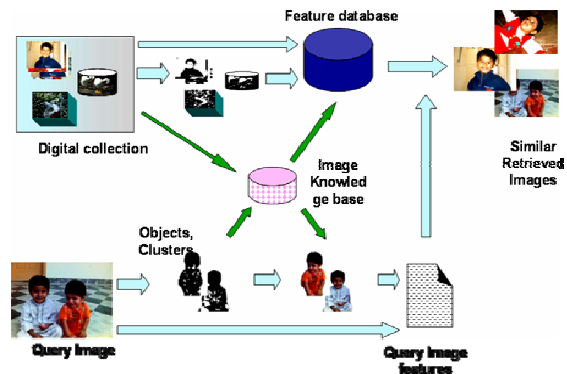 Feature database
Digital collection
Image
Knowled
ge base
Similar
Retrieved
Images
Objects,
Clusters
Query Image
Query Image
features